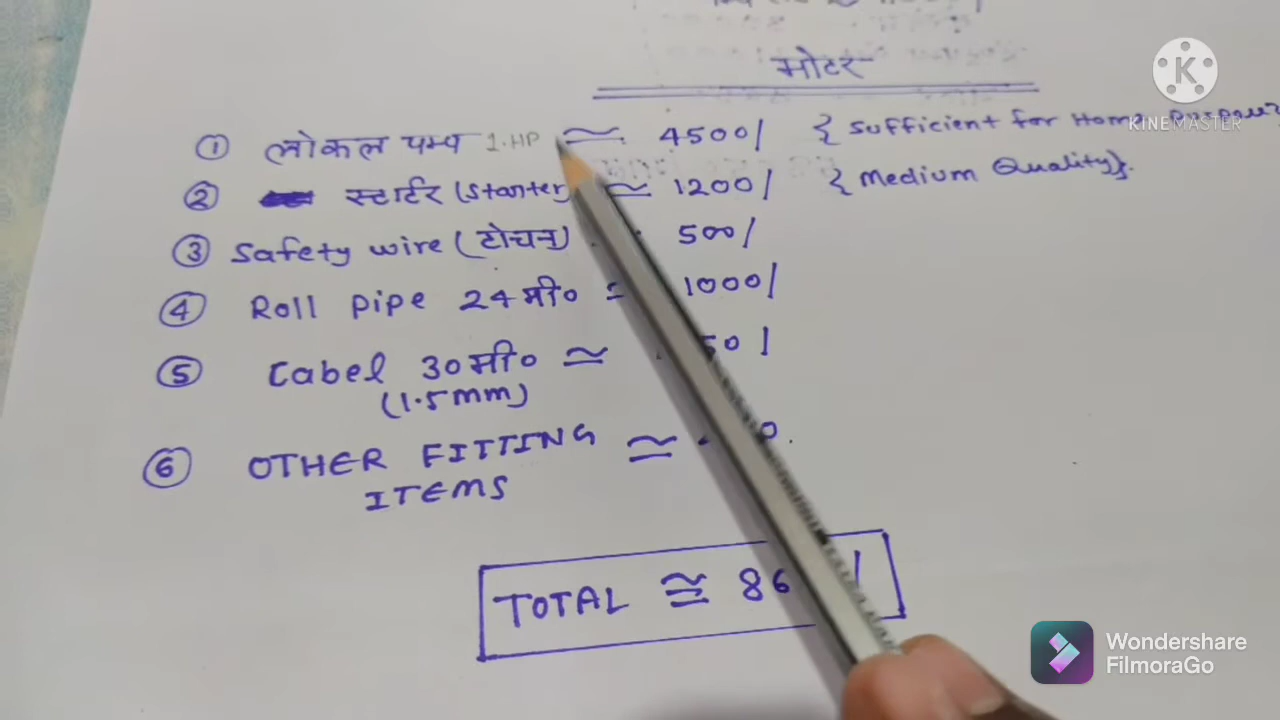 मोटर
① लोकल पम्प 1.HP ≃ 4500/ { Sufficient for Home
② स्टार्टर (Starter) ≃ 1200/ { Medium Quality}.
③ Safety wire (टोचन) 500/
④ Roll Pipe 24 मी० = 1000/
⑤ Cabel 30 मी० ≅ 50/
(1.5mm)
⑥ OTHER FITTING ≅
ITEMS
TOTAL ≅ 86 /
KINEMASTER
Wondershare
FilmoraGo